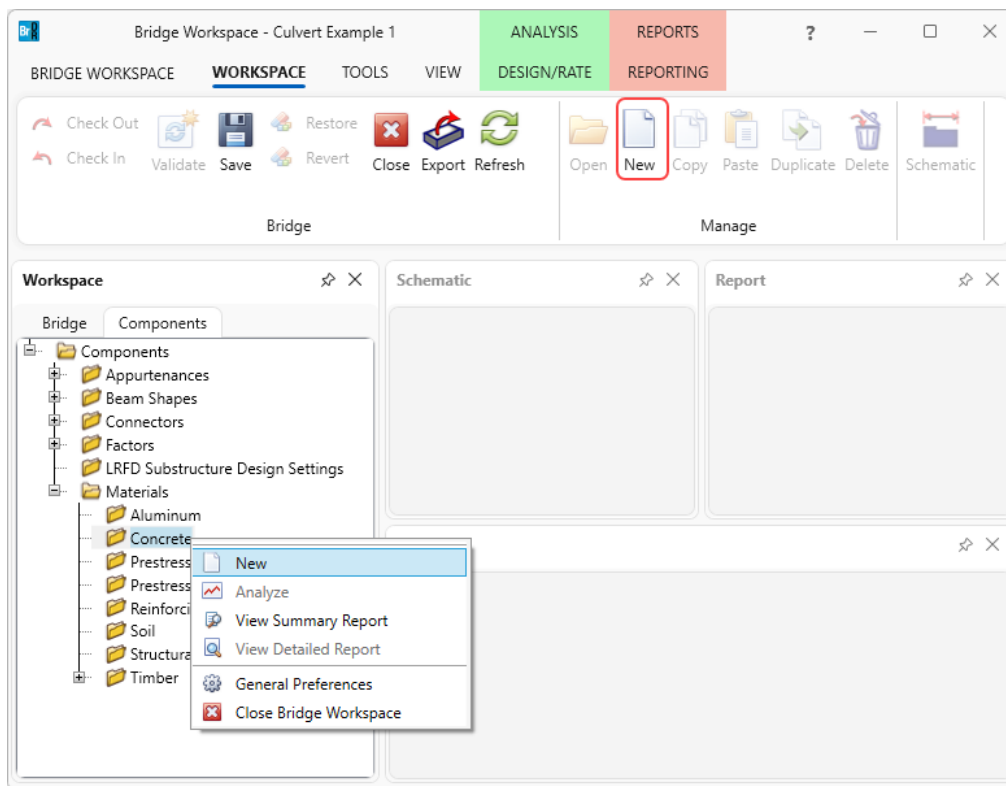 Br DR Bridge Workspace - Culvert Example 1 ANALYSIS REPORTS ?
BRIDGE WORKSPACE WORKSPACE TOOLS VIEW DESIGN/RATE REPORTING
Check Out Restore
Check In Validate Save Revert Close Export Refresh Open New Copy Paste Duplicate Delete Schematic
Bridge Manage
Workspace Schematic Report
Bridge Components
Components
Appurtenances
Beam Shapes
Connectors
Factors
LRFD Substructure Design Settings
Materials
Aluminum
Concrete
Prestress
Prestress
Reinforci
Soil
Structura
Timber
New
Analyze
View Summary Report
View Detailed Report
General Preferences
Close Bridge Workspace